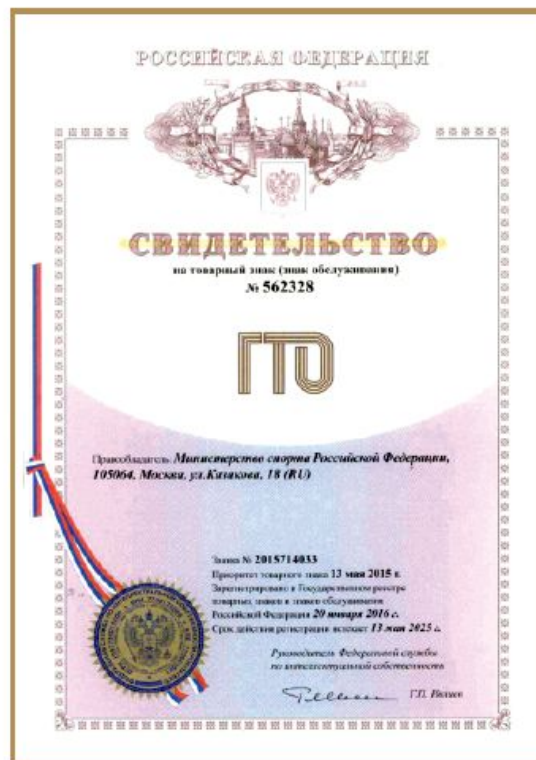 РОССИЙСКАЯ ФЕДЕРАЦИЯ
СВИДЕТЕЛЬСТВО
на товарный знак (знак обслуживания)
№ 562328
ГТО
Правообладатель: Министерство спорта Российской Федерации,
105064, Москва, ул.Казакова, 18 (RU)
Заявка № 2015714033
Приоритет товарного знака 13 мая 2015 г.
Зарегистрировано в Государственном реестре
товарных знаков и знаков обслуживания
Российской Федерации 20 января 2016 г.
Срок действия регистрации истекает 13 мая 2025 г.
Руководитель Федеральной службы
по интеллектуальной собственности
Г.П. Ивлиев